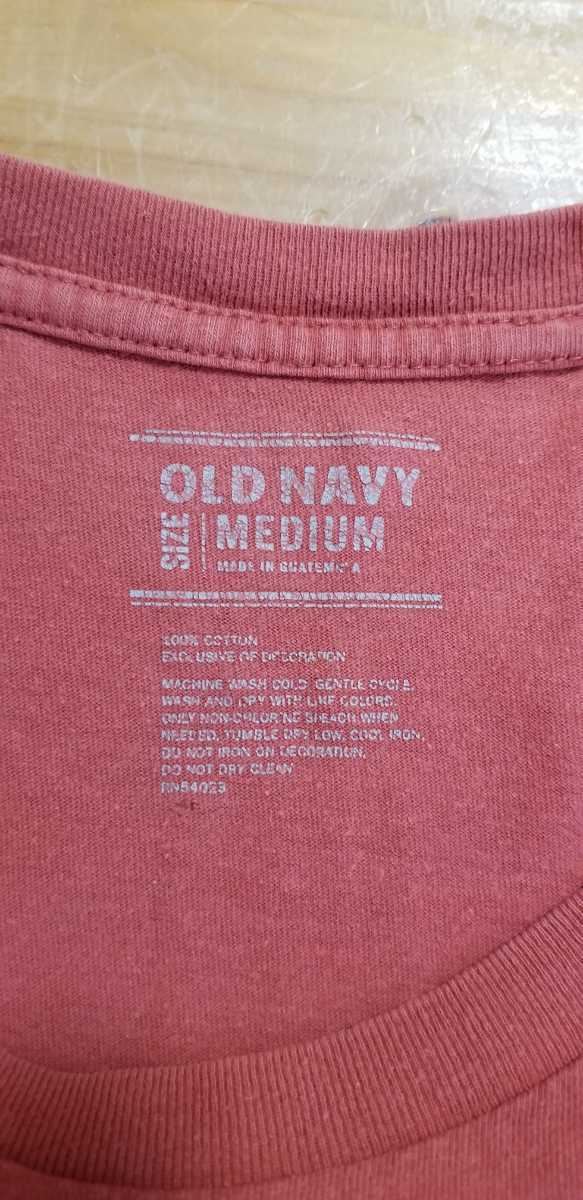 OLD NAVY
SIZE
MEDIUM
MADE IN GUATEMALA
100% COTTON
EXCLUSIVE OF DECORATION
MACHINE WASH COLD GENTLE CYCLE.
WASH AND DRY WITH LIKE COLORS.
ONLY NON-CHLORINE BLEACH WHEN
NEEDED. TUMBLE DRY LOW. COOL IRON.
DO NOT IRON ON DECORATION.
DO NOT DRY CLEAN
RN54023